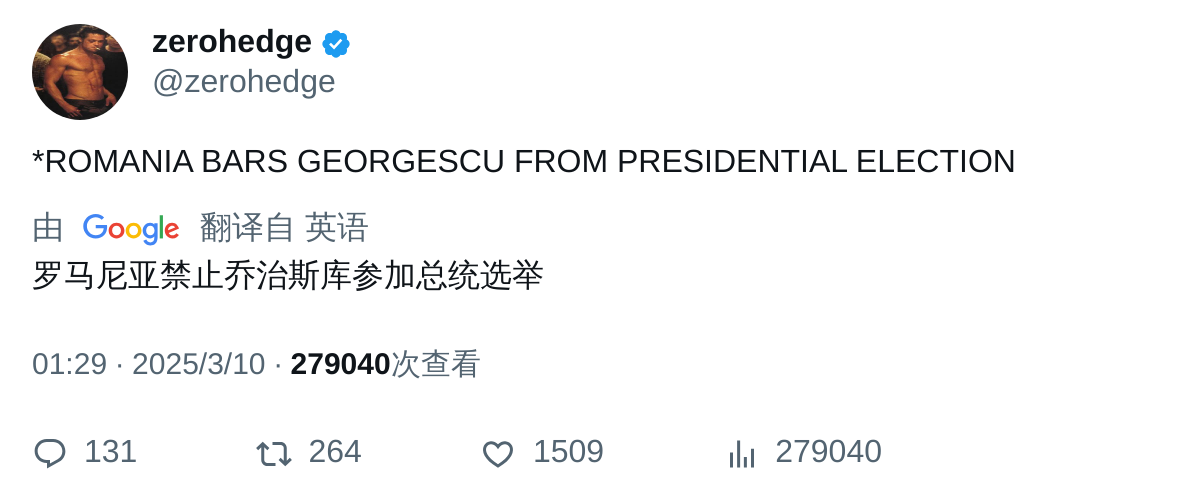 zerohedge
@zerohedge
*ROMANIA BARS GEORGESCU FROM PRESIDENTIAL ELECTION
由 Google 翻译自 英语
罗马尼亚禁止乔治斯库参加总统选举
01:29 · 2025/3/10 · 279040次查看
131 264 1509 279040